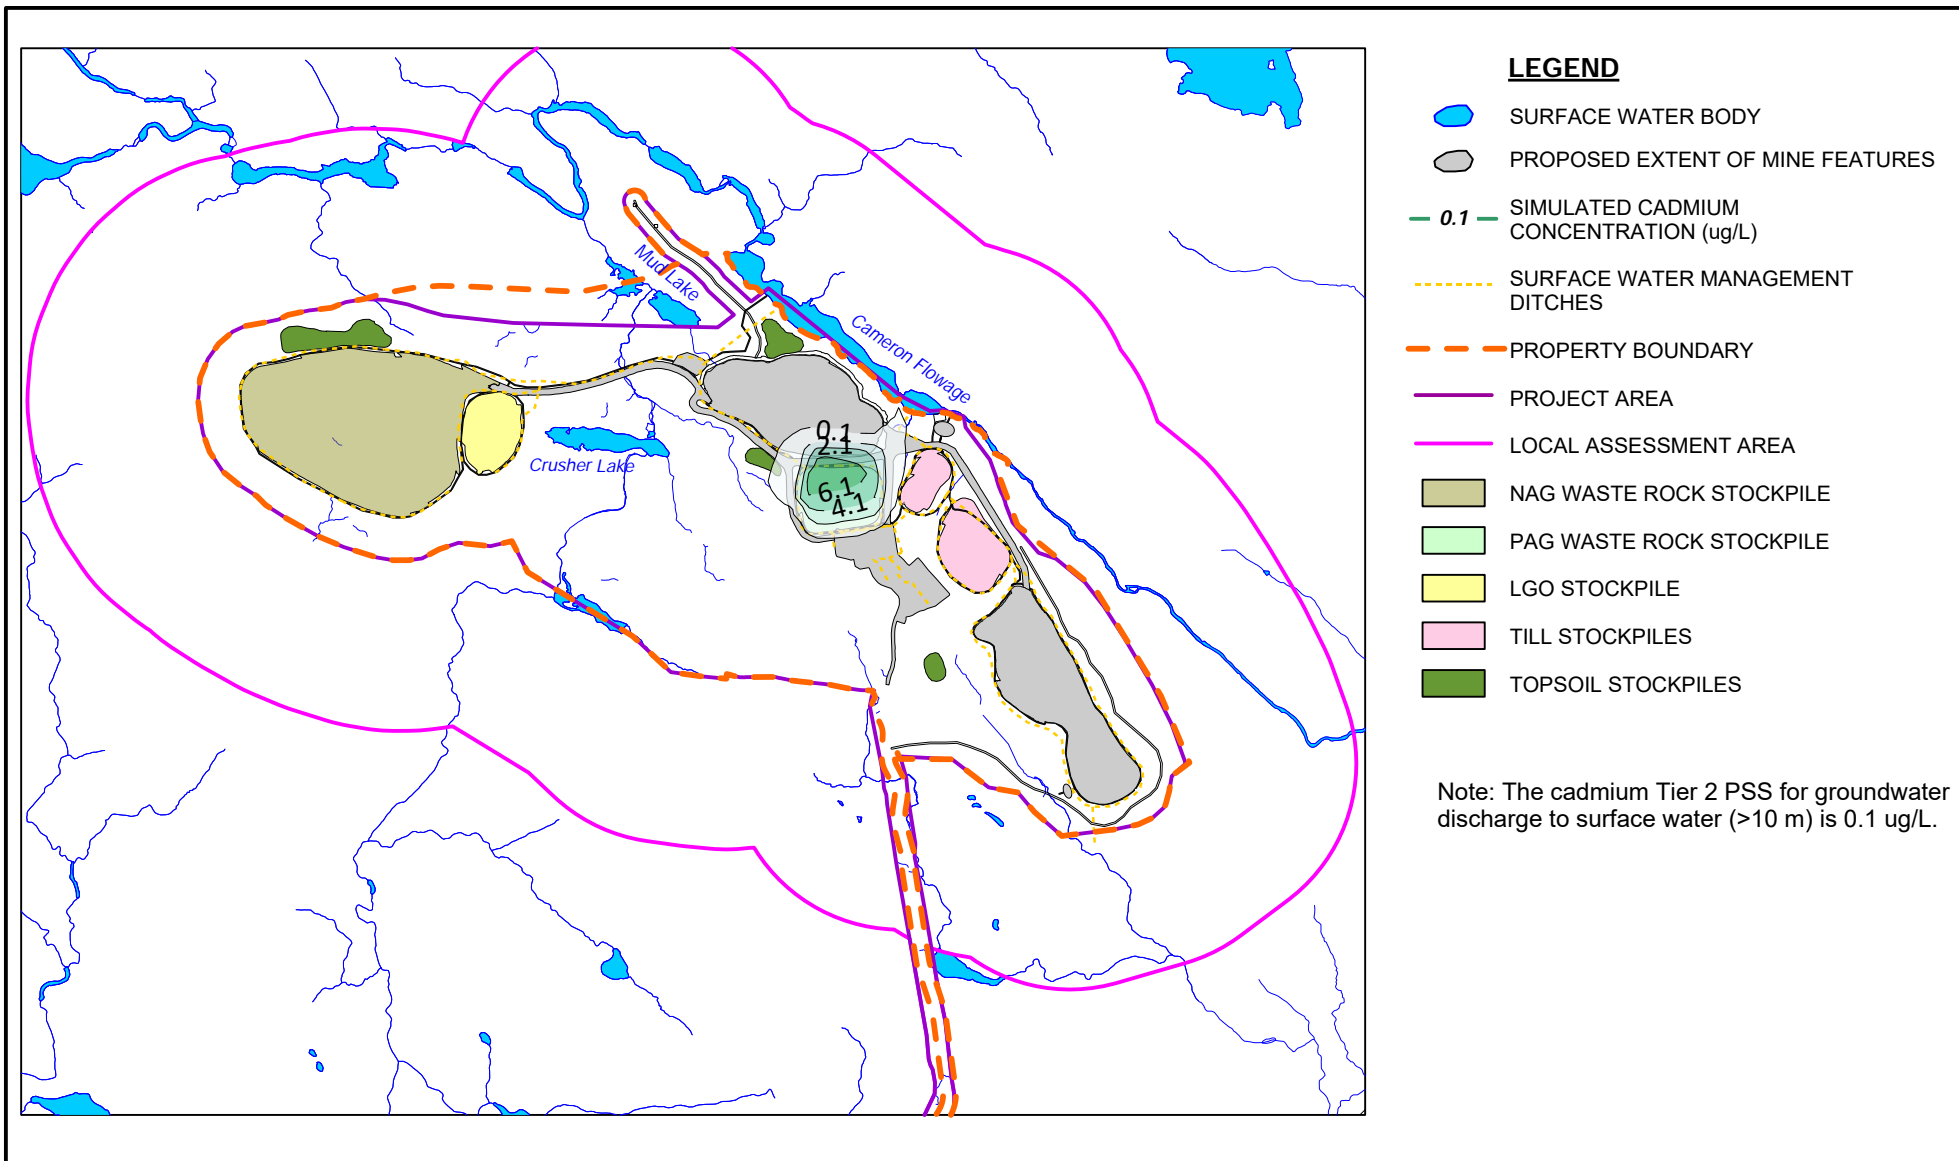 LEGEND
SURFACE WATER BODY
PROPOSED EXTENT OF MINE FEATURES
0.1
SIMULATED CADMIUM
CONCENTRATION (ug/L)
SURFACE WATER MANAGEMENT
DITCHES
PROPERTY BOUNDARY
PROJECT AREA
LOCAL ASSESSMENT AREA
NAG WASTE ROCK STOCKPILE
PAG WASTE ROCK STOCKPILE
LGO STOCKPILE
TILL STOCKPILES
TOPSOIL STOCKPILES
Note: The cadmium Tier 2 PSS for groundwater
discharge to surface water (>10 m) is 0.1 ug/L.
Mud Lake
Cameron Flowage
Crusher Lake
0.1
2.1
6.1
4.1